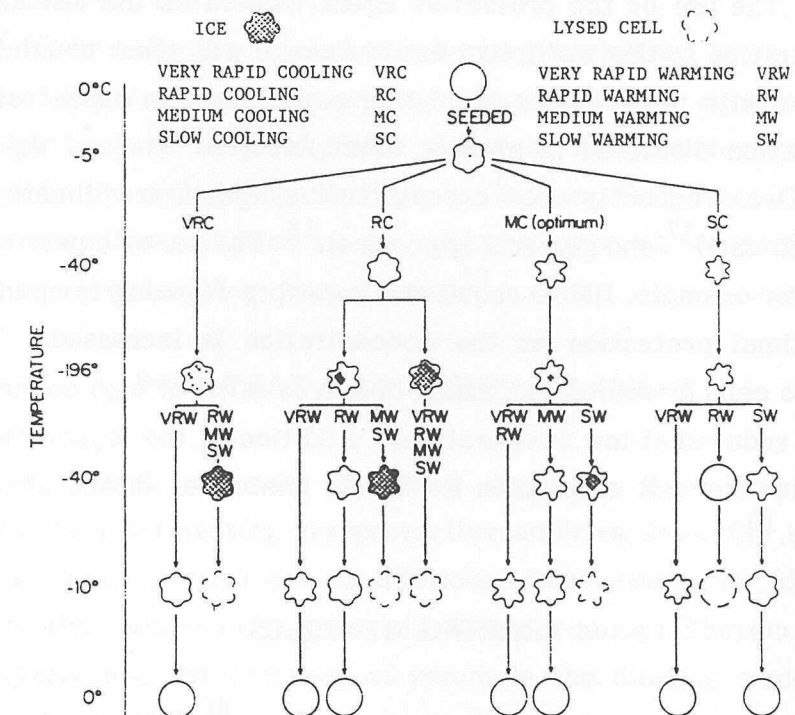 ICE LYSED CELL
0°C VERY RAPID COOLING VRC VERY RAPID WARMING VRW
RAPID COOLING RC RAPID WARMING RW
MEDIUM COOLING MC SEEDED MEDIUM WARMING MW
SLOW COOLING SC SLOW WARMING SW
-5°
VRC RC MC (optimum) SC
-40°
TEMPERATURE
-196°
VRW RW VRW RW MW VRW VRW MW SW VRW RW SW
MW SW RW RW
SW MW
SW
-40°
-10°
0°